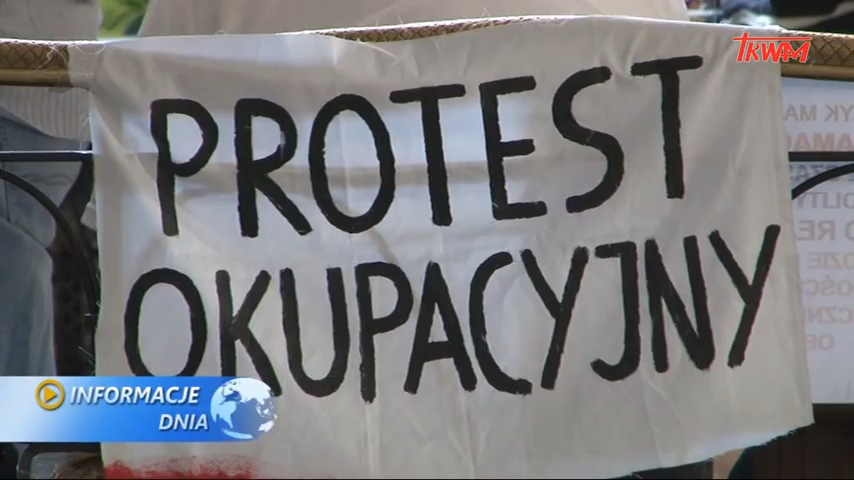 TRWAM
PROTEST
OKUPACYJNY
INFORMACJE
DNIA